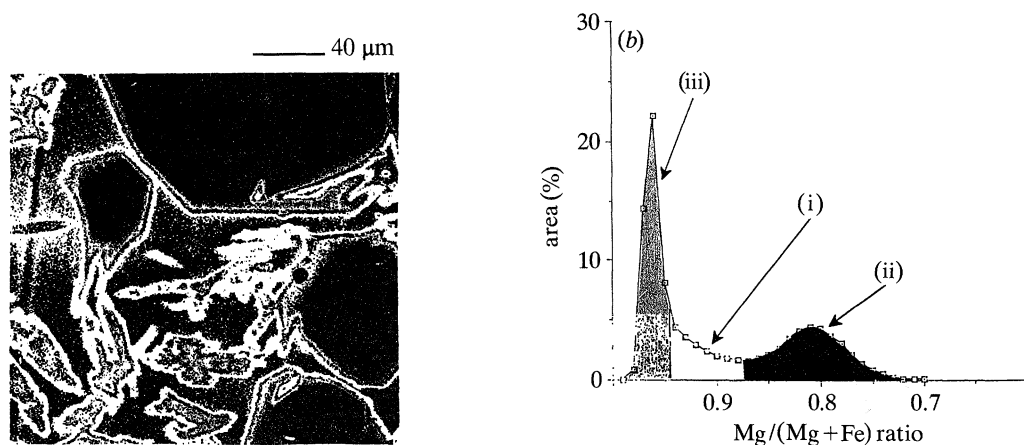 40 μm
(b)
30
20
10
0
area (%)
(iii)
(i)
(ii)
0.9
0.8
0.7
Mg/(Mg+Fe) ratio